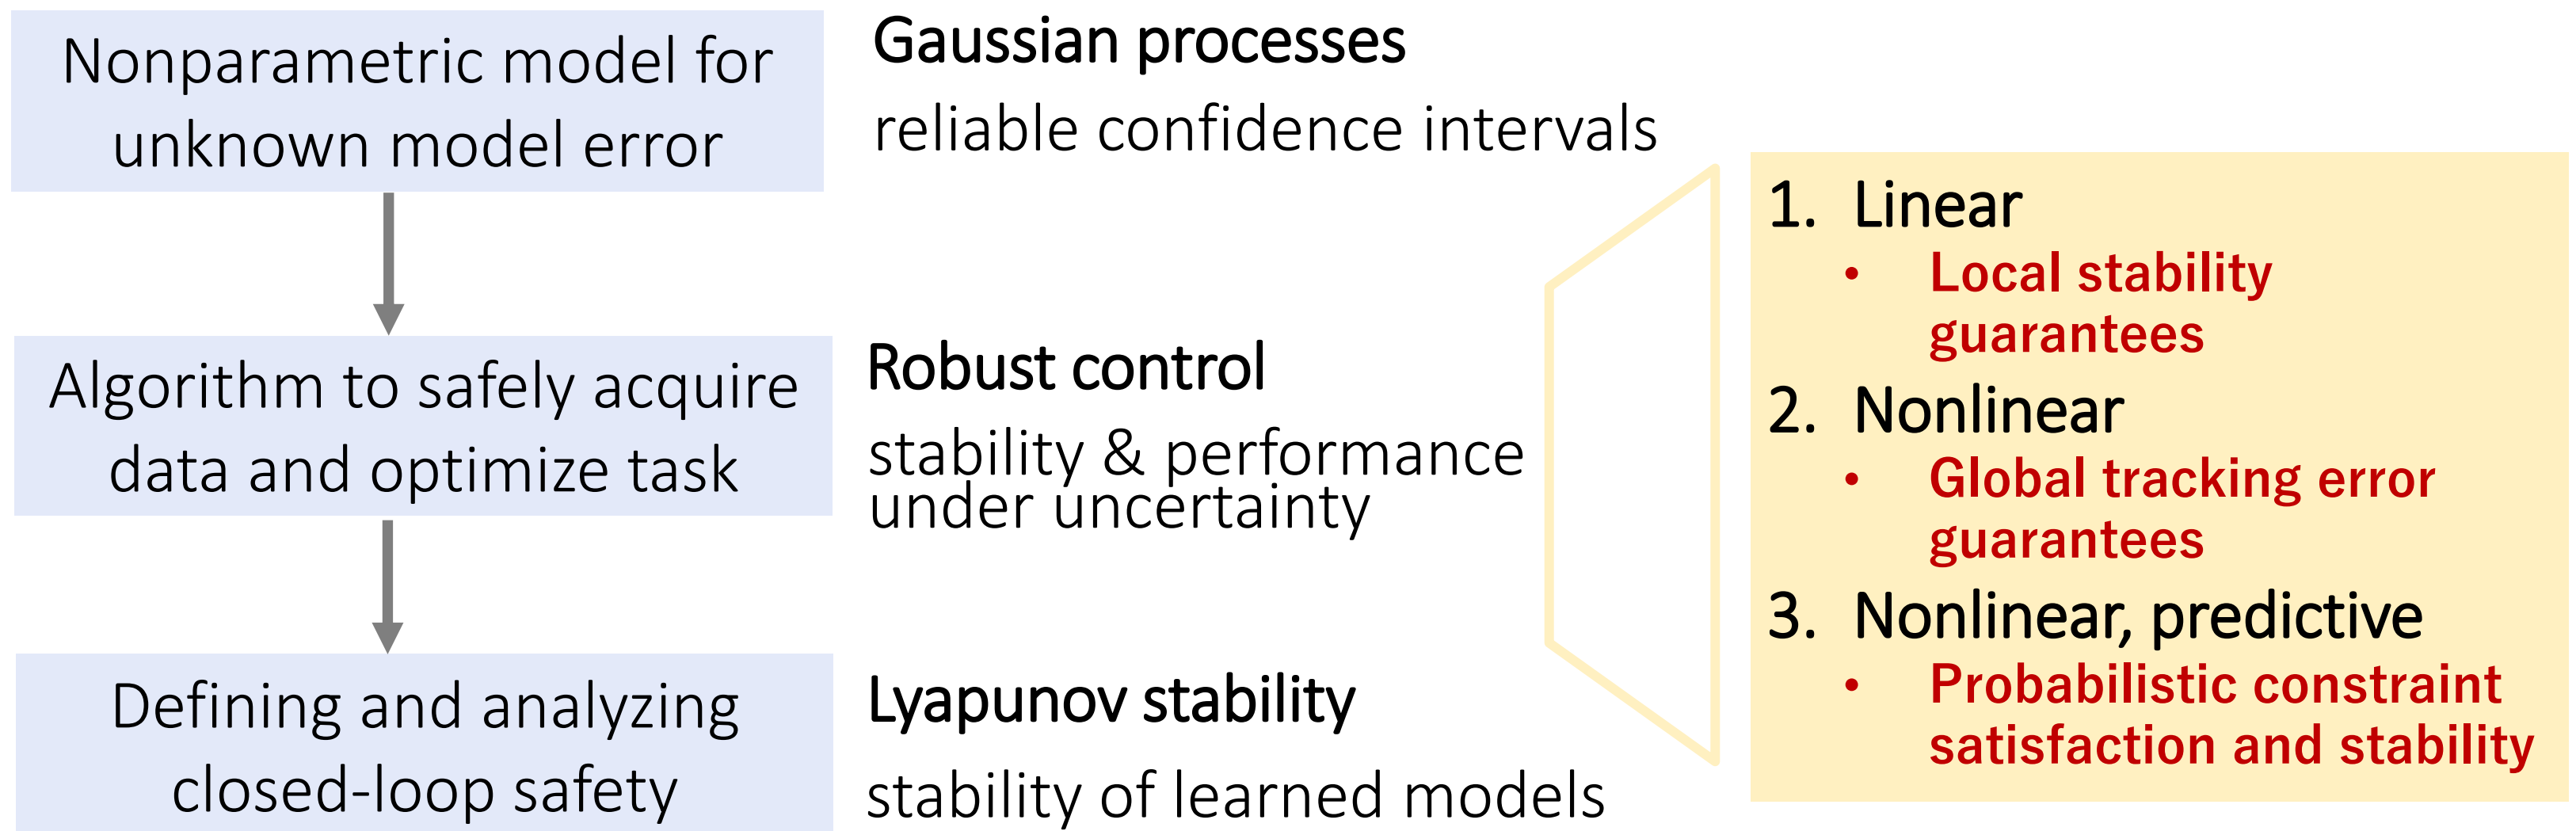 Nonparametric model for
unknown model error
Gaussian processes
reliable confidence intervals
Algorithm to safely acquire
data and optimize task
Robust control
stability & performance
under uncertainty
Defining and analyzing
closed-loop safety
Lyapunov stability
stability of learned models
1. Linear
• Local stability
guarantees
2. Nonlinear
• Global tracking error
guarantees
3. Nonlinear, predictive
• Probabilistic constraint
satisfaction and stability